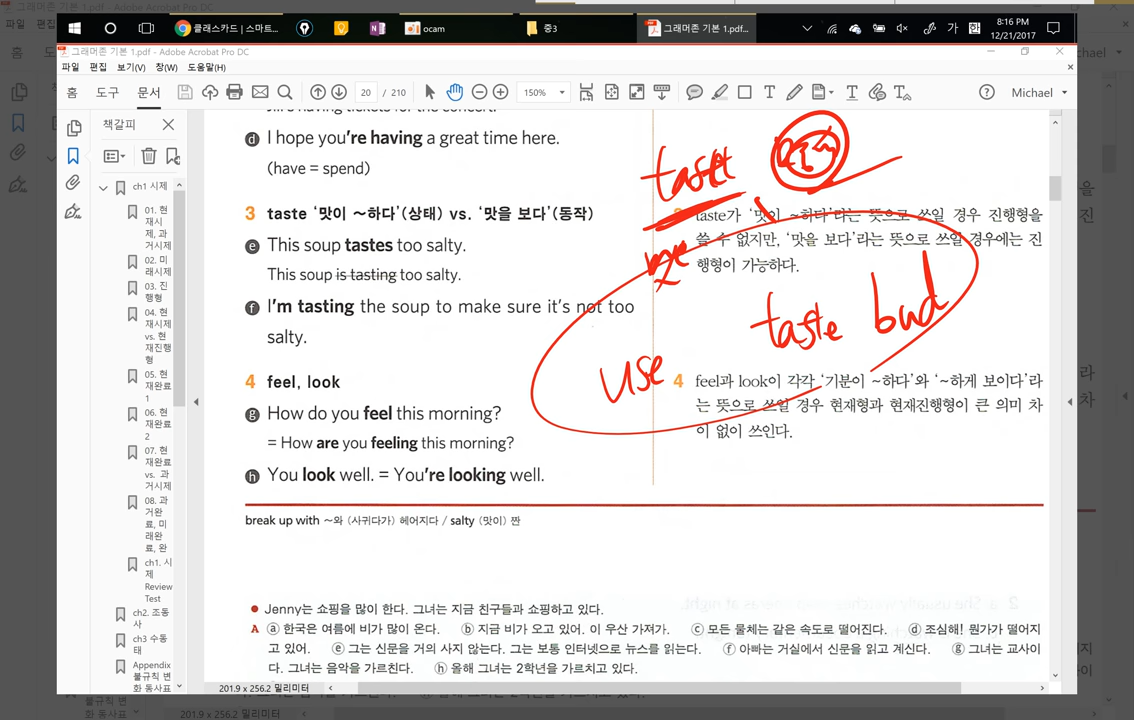 클래스카드 | 스마트...
ocam
중3
그래머존 기본 1.pdf...
가
한
8:16 PM
12/21/2017
그래머존 기본 1.pdf - Adobe Acrobat Pro DC
파일 편집 보기(V) 창(W) 도움말(H)
홈 도구 문서
20 / 210
150%
Michael
책갈피
ch1 시제
01. 현
재시
제, 과
거시제
02. 미
래시제
03. 진
행형
04. 현
재시제
vs. 현
재진행
형
05. 현
재완료
1
06. 현
재완료
2
07. 현
재완료
vs. 과
거시제
08. 과
거완
료, 미
래완
료, 완
ch1. 시
제
Review
Test
ch2. 조동
사
ch3 수동
태
Appendix
불규칙 변
화 동사표
ⓓ I hope you're having a great time here.
(have = spend)
3 taste '맛이 ~하다'(상태) vs. '맛을 보다'(동작)
ⓔ This soup tastes too salty.
This soup is tasting too salty.
ⓕ I'm tasting the soup to make sure it's not too
salty.
4 feel, look
ⓖ How do you feel this morning?
= How are you feeling this morning?
ⓗ You look well. = You're looking well.
taste가 '맛이 ~하다'라는 뜻으로 쓰일 경우 진행형을
쓸 수 없지만, '맛을 보다'라는 뜻으로 쓰일 경우에는 진
행형이 가능하다.
taste bud
use
4 feel과 look이 각각 '기분이 ~하다'와 '~하게 보이다'라
는 뜻으로 쓰일 경우 현재형과 현재진행형이 큰 의미 차
이 없이 쓰인다.
break up with ~와 (사귀다가) 헤어지다 / salty (맛이) 짠
● Jenny는 쇼핑을 많이 한다. 그녀는 지금 친구들과 쇼핑하고 있다.
A ⓐ 한국은 여름에 비가 많이 온다. ⓑ 지금 비가 오고 있어. 이 우산 가져가. ⓒ 모든 물체는 같은 속도로 떨어진다. ⓓ 조심해! 뭔가가 떨어지
고 있어. ⓔ 그는 신문을 거의 사지 않는다. 그는 보통 인터넷으로 뉴스를 읽는다. ⓕ 아빠는 거실에서 신문을 읽고 계신다. ⓖ 그녀는 교사이
다. 그녀는 음악을 가르친다. ⓗ 올해 그녀는 2학년을 가르치고 있다.
201.9 x 256.2 밀리미터